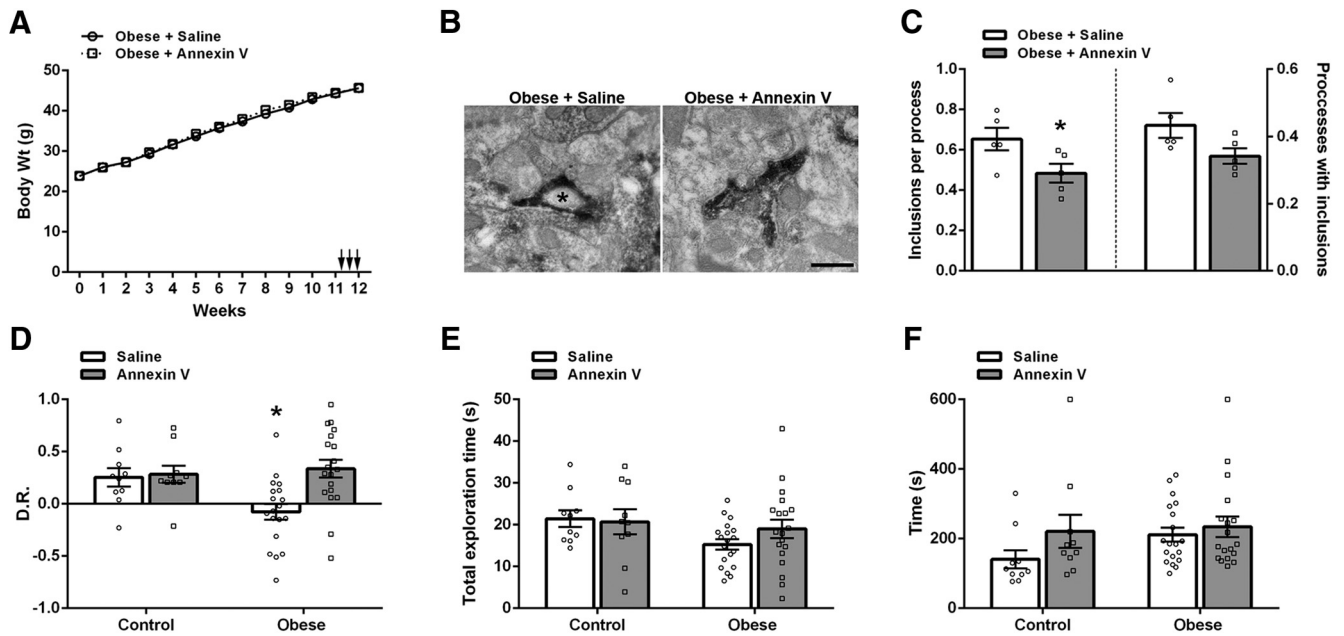 A
Obese + Saline
Obese + Annexin V
Body Wt (g)
50
40
30
20
10
0
0 1 2 3 4 5 6 7 8 9 10 11 12
Weeks
B
Obese + Saline Obese + Annexin V
*
C
Obese + Saline
Obese + Annexin V
Inclusions per process
1.0
0.8
0.6
0.4
0.2
0.0
*
0.6
0.4
0.2
0.0
Proccesses with inclusions
D
Saline
Annexin V
D.R.
1.0
0.5
0.0
-0.5
-1.0
*
Control Obese
E
Saline
Annexin V
Total exploration time (s)
50
40
30
20
10
0
Control Obese
F
Saline
Annexin V
Time (s)
600
400
200
0
Control Obese